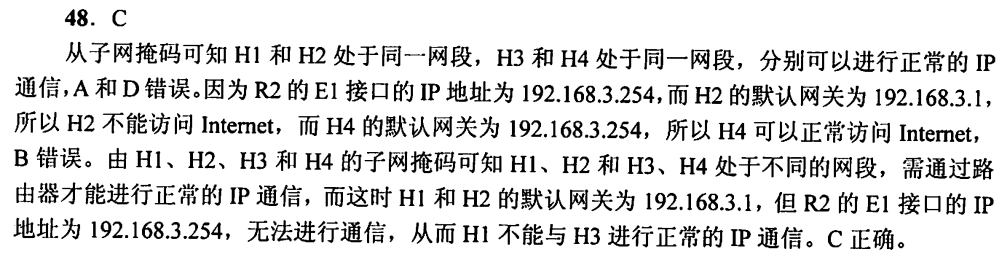 48．C
从子网掩码可知 H1 和 H2 处于同一网段，H3 和 H4 处于同一网段，分别可以进行正常的 IP
通信，A 和 D 错误。因为 R2 的 E1 接口的 IP 地址为 192.168.3.254，而 H2 的默认网关为 192.168.3.1，
所以 H2 不能访问 Internet，而 H4 的默认网关为 192.168.3.254，所以 H4 可以正常访问 Internet，
B 错误。由 H1、H2、H3 和 H4 的子网掩码可知 H1、H2 和 H3、H4 处于不同的网段，需通过路
由器才能进行正常的 IP 通信，而这时 H1 和 H2 的默认网关为 192.168.3.1，但 R2 的 E1 接口的 IP
地址为 192.168.3.254，无法进行通信，从而 H1 不能与 H3 进行正常的 IP 通信。C 正确。